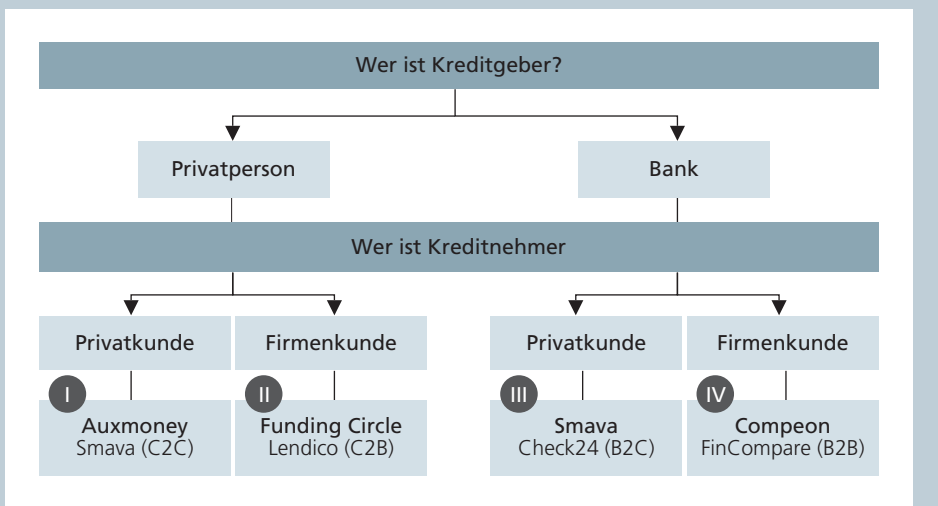 Wer ist Kreditgeber?
Privatperson
Bank
Wer ist Kreditnehmer
Privatkunde
Firmenkunde
Privatkunde
Firmenkunde
I
Auxmoney
Smava (C2C)
II
Funding Circle
Lendico (C2B)
III
Smava
Check24 (B2C)
IV
Compeon
FinCompare (B2B)